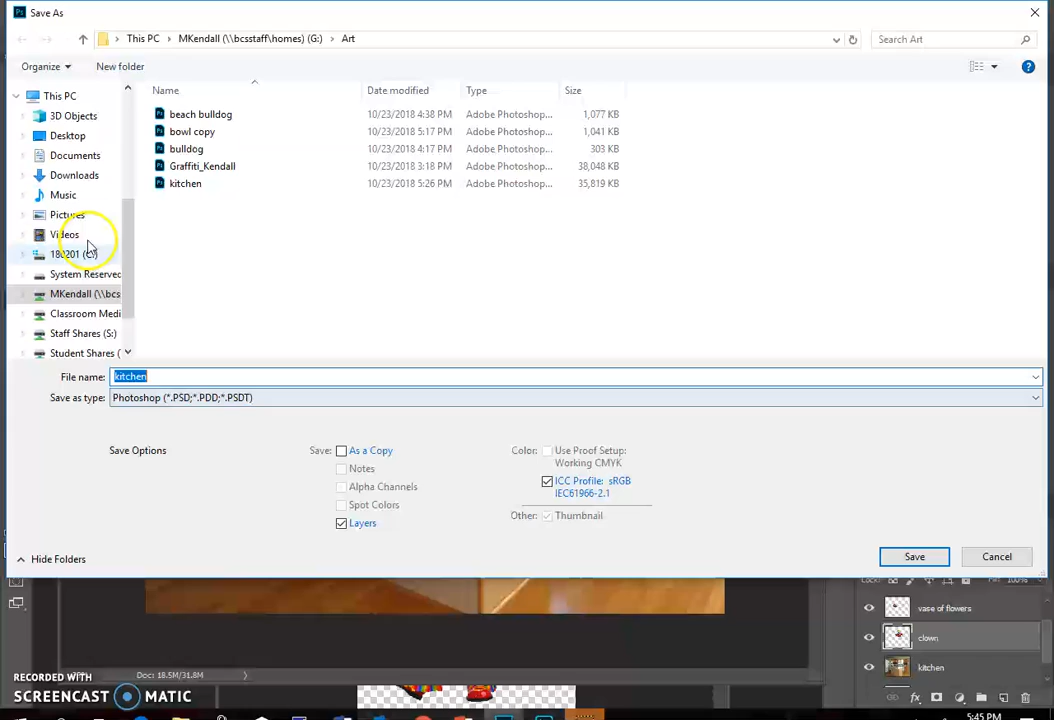 Ps Save As
This PC > MKendall (\\bcsstaff\homes) (G:) > Art
Search Art
Organize
New folder
This PC
3D Objects
Desktop
Documents
Downloads
Music
Pictures
Videos
180201 (C:)
System Reserved
MKendall (\\bcs
Classroom Medi
Staff Shares (S:)
Student Shares (
Name Date modified Type Size
beach bulldog 10/23/2018 4:38 PM Adobe Photoshop... 1,077 KB
bowl copy 10/23/2018 5:17 PM Adobe Photoshop... 1,041 KB
bulldog 10/23/2018 4:17 PM Adobe Photoshop... 303 KB
Graffiti_Kendall 10/23/2018 3:18 PM Adobe Photoshop... 38,048 KB
kitchen 10/23/2018 5:26 PM Adobe Photoshop... 35,819 KB
File name: kitchen
Save as type: Photoshop (*.PSD;*.PDD;*.PSDT)
Save Options
Save: As a Copy
Notes
Alpha Channels
Spot Colors
Layers
Color: Use Proof Setup:
Working CMYK
ICC Profile: sRGB
IEC61966-2.1
Other: Thumbnail
Hide Folders
Save
Cancel
vase of flowers
clown
kitchen
Doc: 18.5M/31.8M
RECORDED WITH
SCREENCAST MATIC
5:45 PM